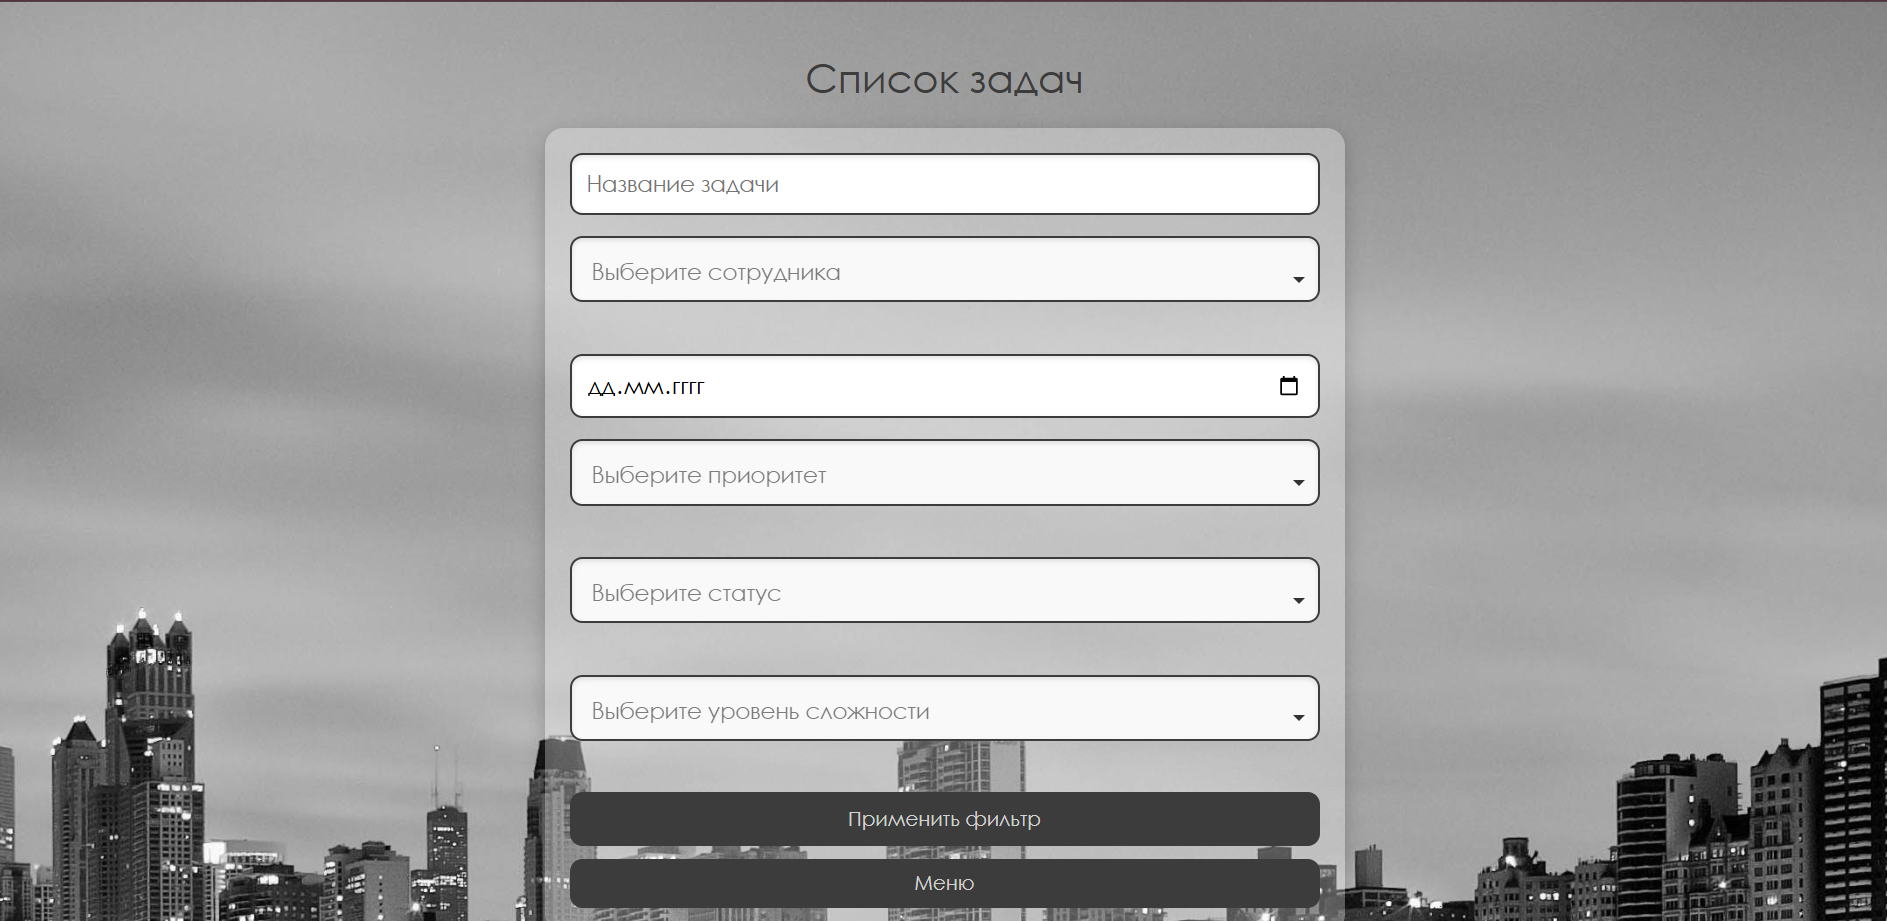 Список задач
Название задачи
Выберите сотрудника
дд.мм.гггг
Выберите приоритет
Выберите статус
Выберите уровень сложности
Применить фильтр
Меню